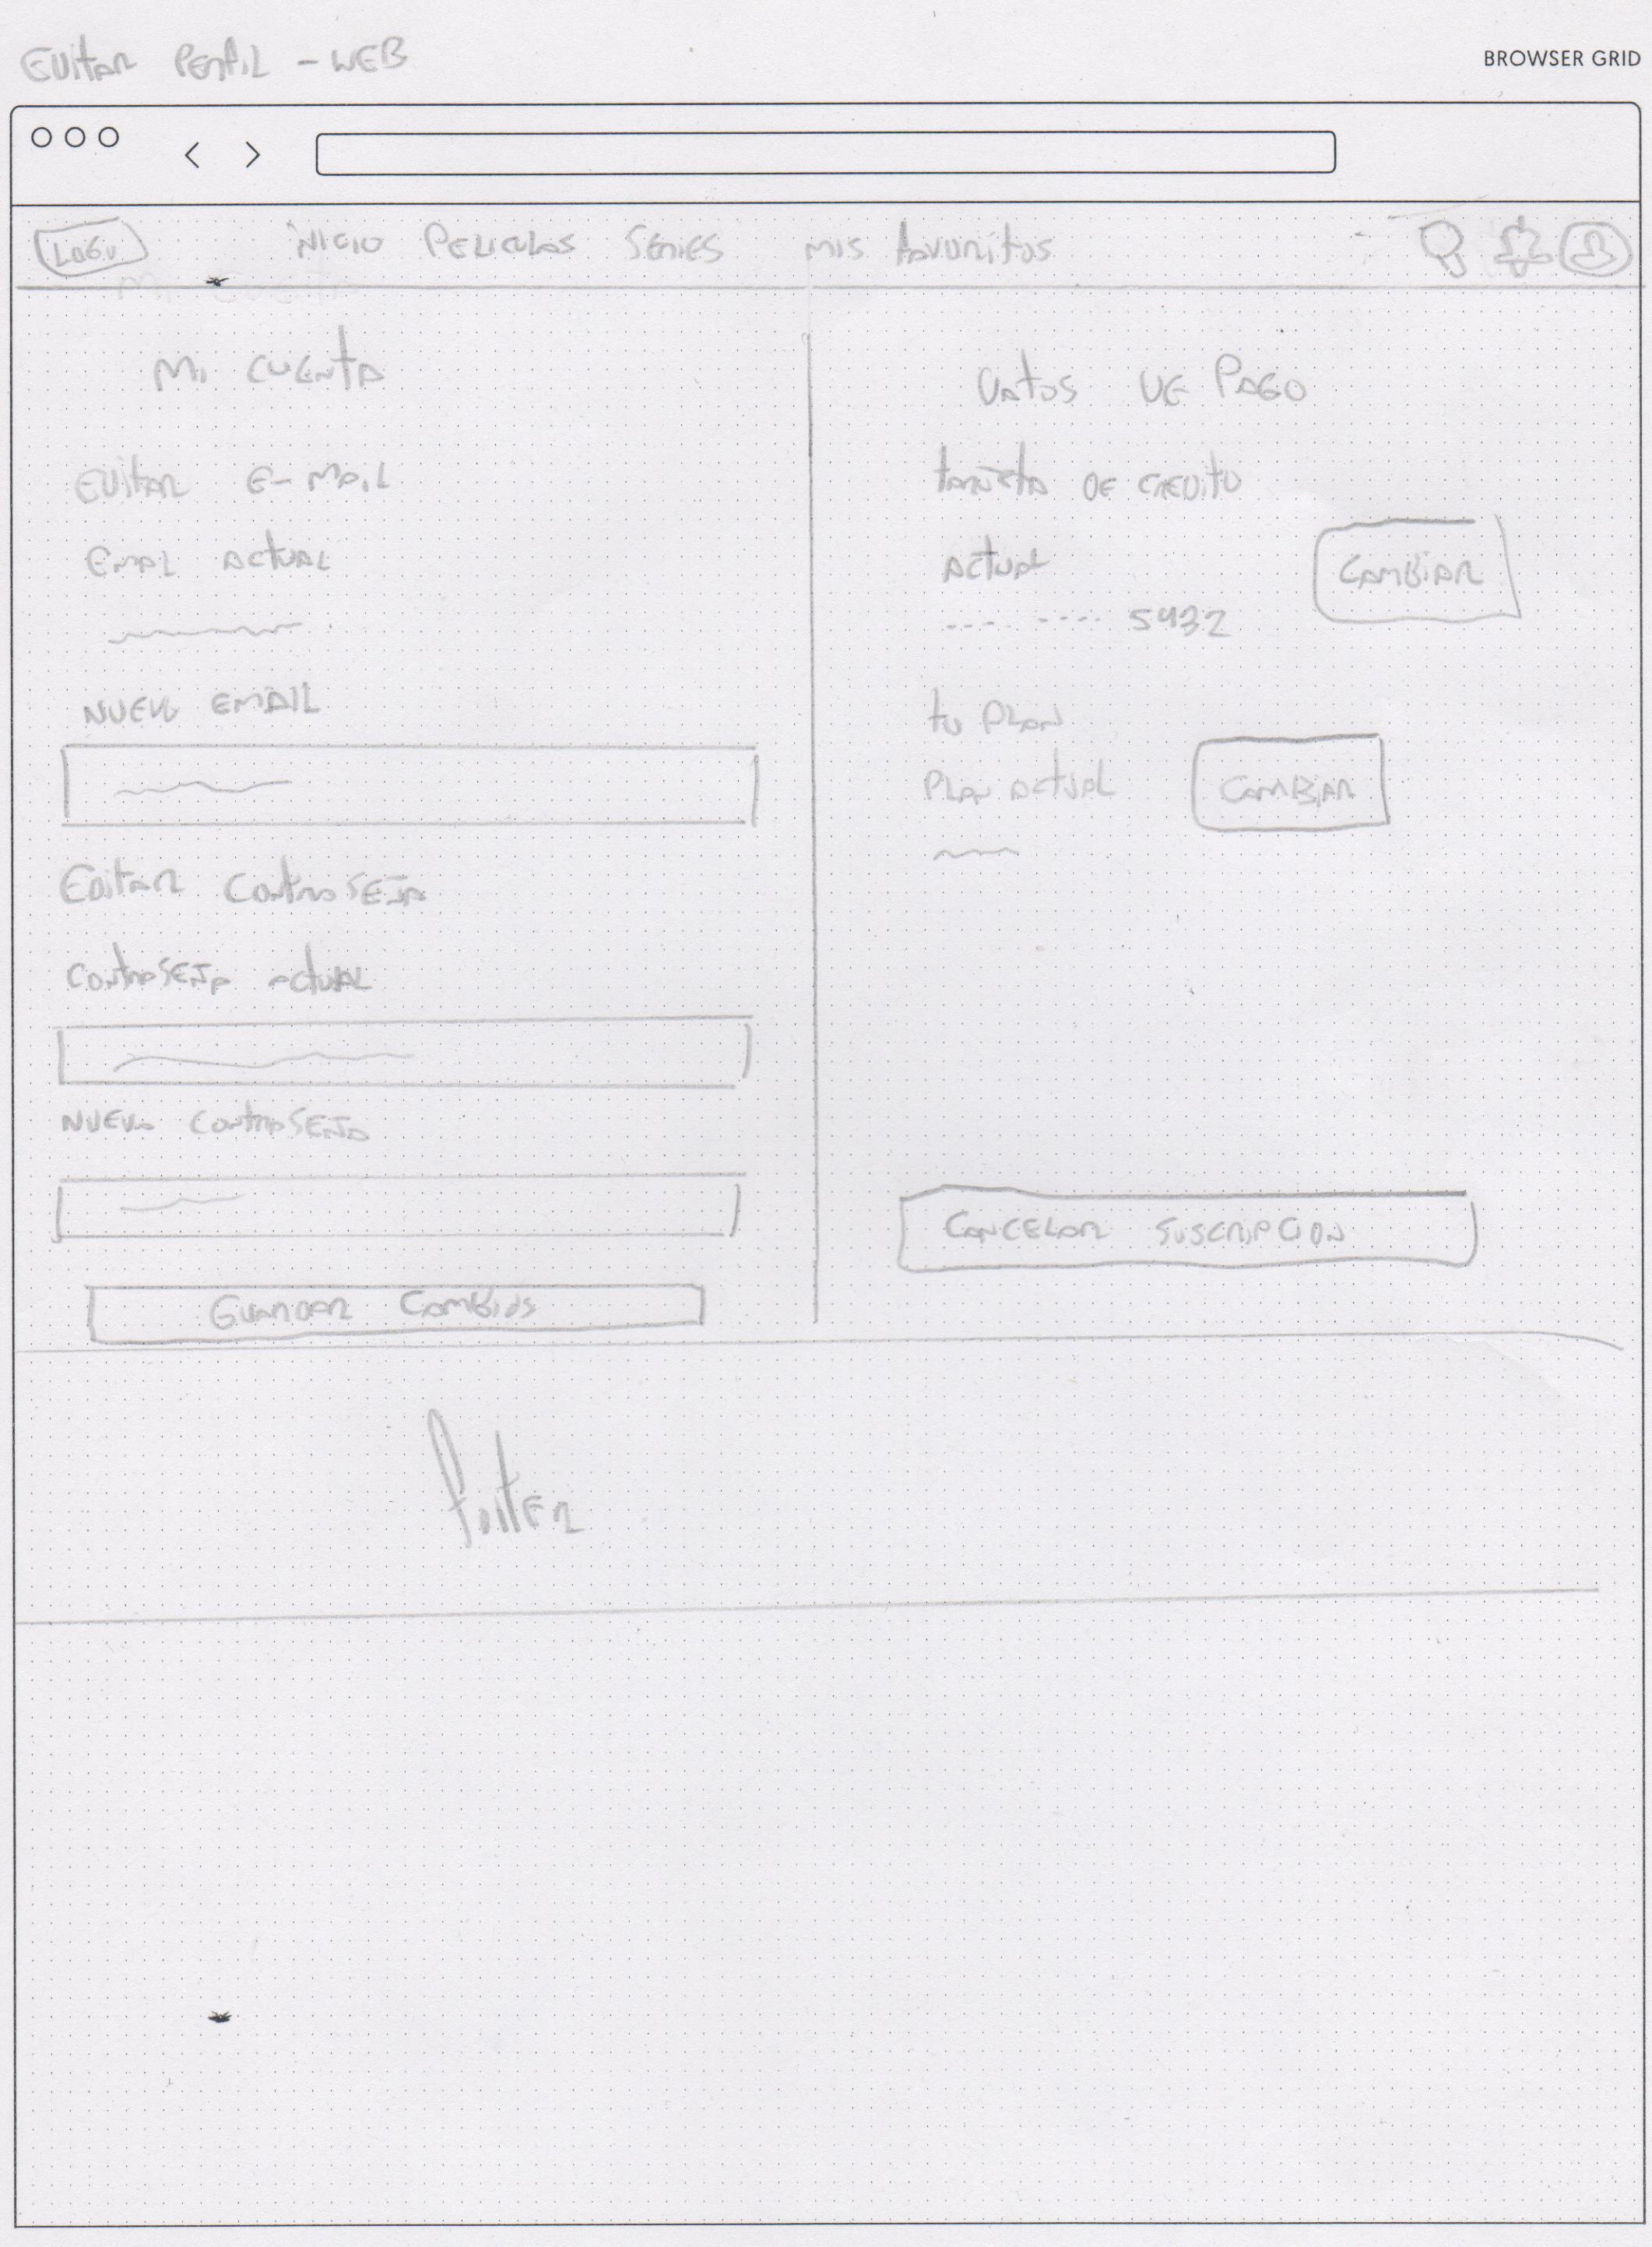 EDITAR PERFIL - WEB
BROWSER GRID
LOGO INICIO PELICULAS SERIES MIS FAVORITOS
MI CUENTA
DATOS DE PAGO
EDITAR E-MAIL
TARJETA DE CREDITO
EMAIL ACTUAL
ACTUAL
CAMBIAR
---- ---- 5432
NUEVO EMAIL
TU PLAN
PLAN ACTUAL
CAMBIAR
EDITAR CONTRASEÑA
CONTRASEÑA ACTUAL
NUEVA CONTRASEÑA
CANCELAR SUSCRIPCION
GUARDAR CAMBIOS
FOOTER